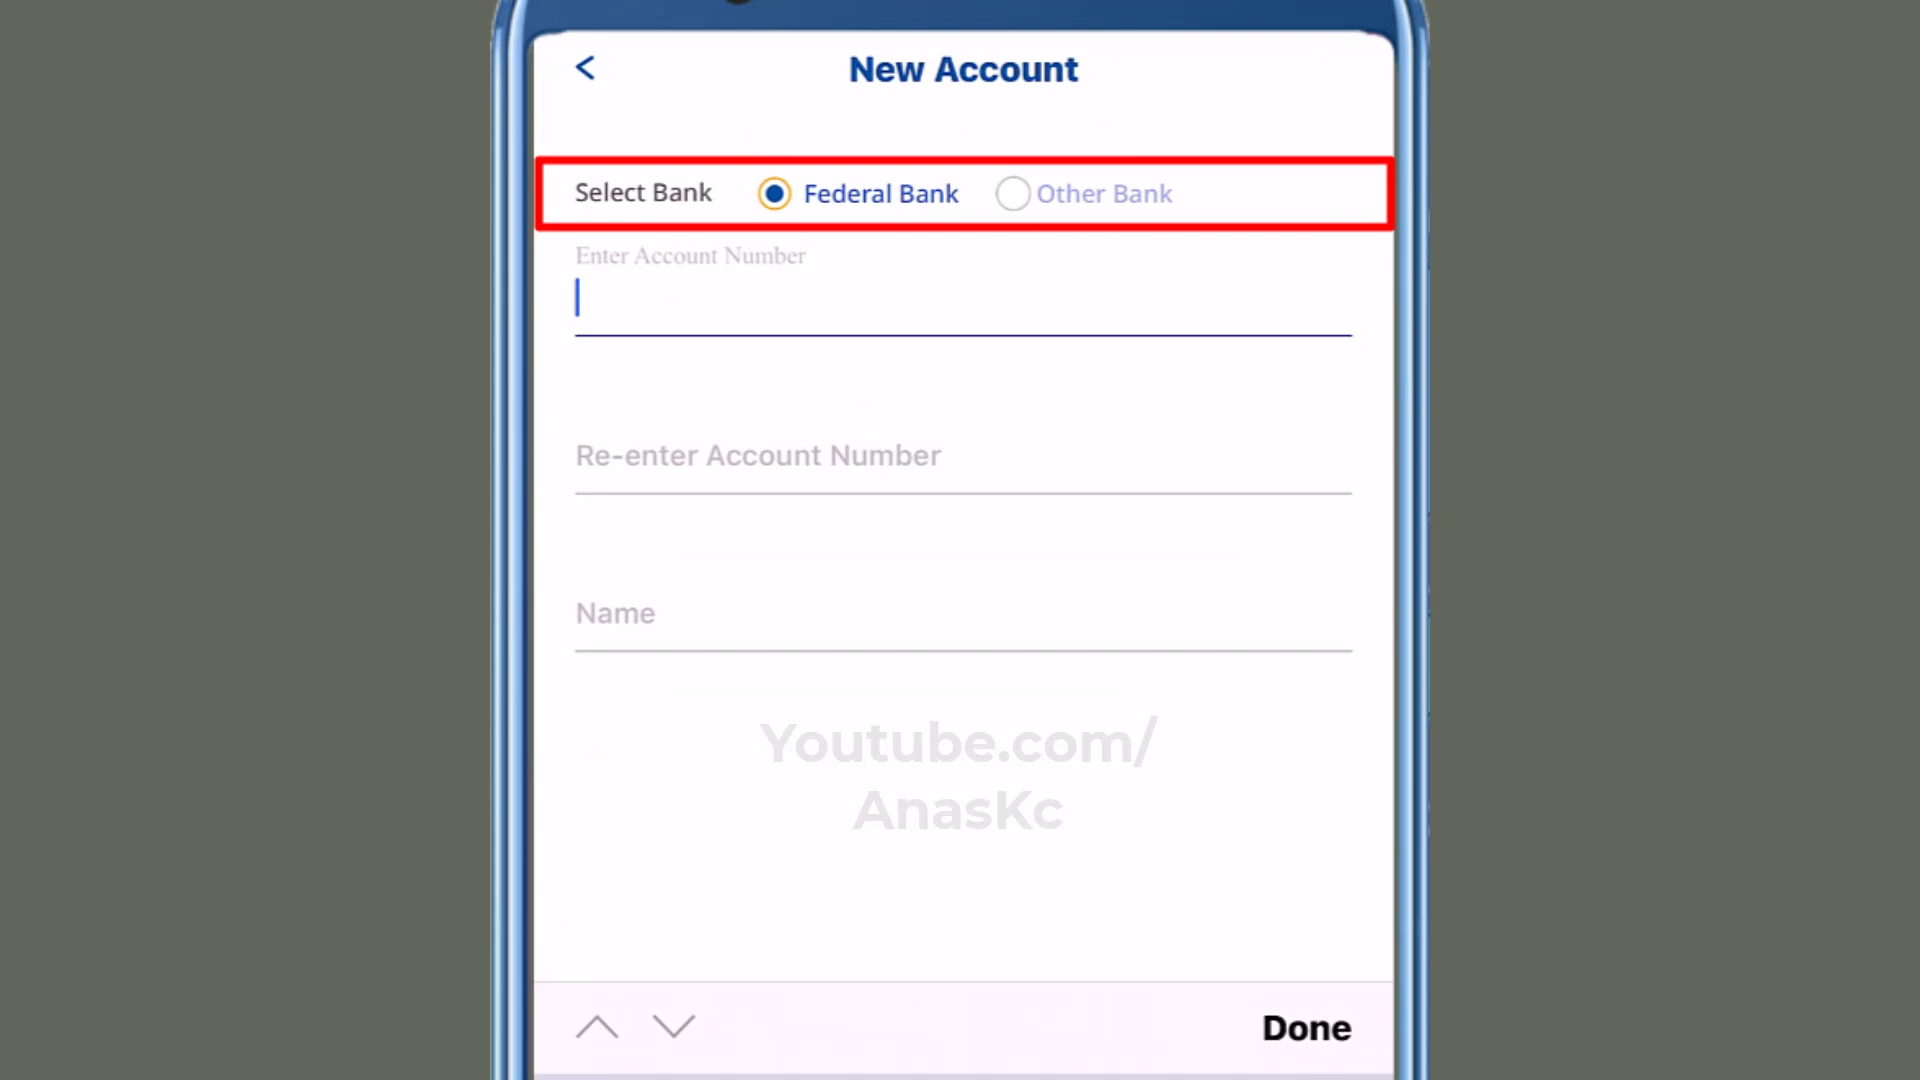 <
New Account
Select Bank Federal Bank Other Bank
Enter Account Number
Re-enter Account Number
Name
Youtube.com/
AnasKc
Done